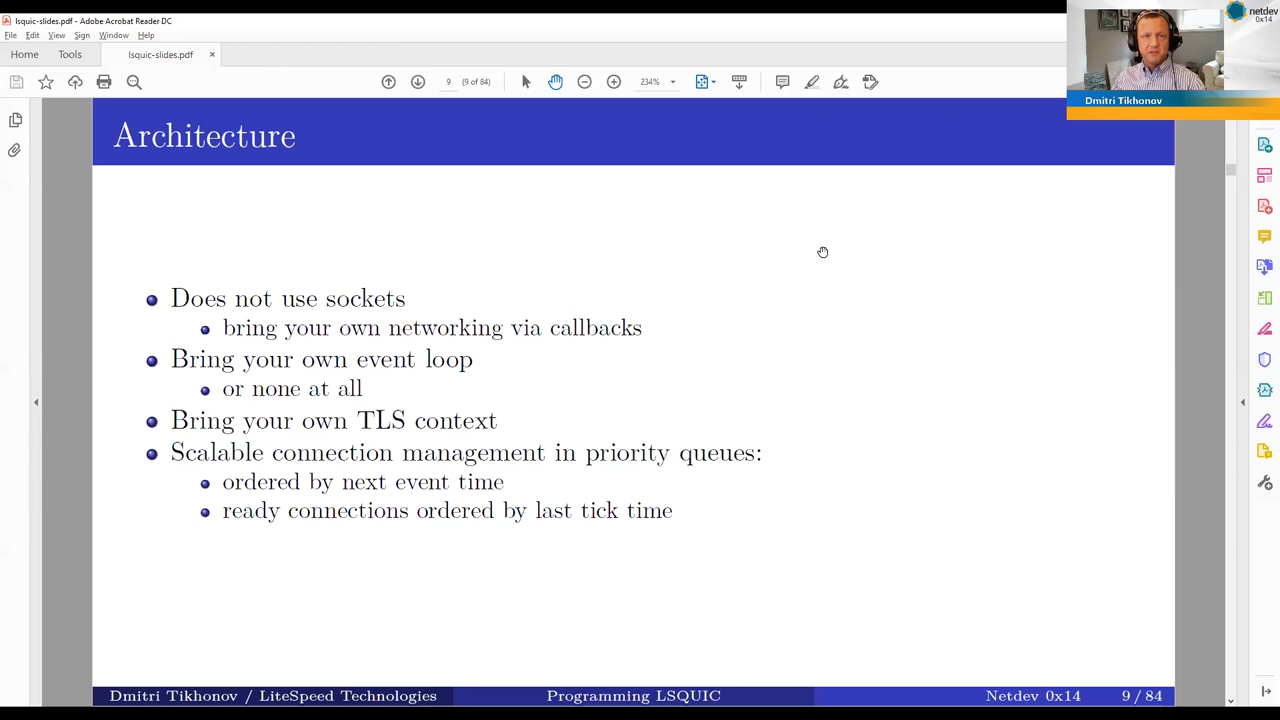 lsquic-slides.pdf - Adobe Acrobat Reader DC
File Edit View Sign Window Help
Home Tools lsquic-slides.pdf ×
9 (9 of 84) 234%
netdev
0x14
Dmitri Tikhonov
Architecture
Does not use sockets
bring your own networking via callbacks
Bring your own event loop
or none at all
Bring your own TLS context
Scalable connection management in priority queues:
ordered by next event time
ready connections ordered by last tick time
Dmitri Tikhonov / LiteSpeed Technologies Programming LSQUIC Netdev 0x14 9 / 84